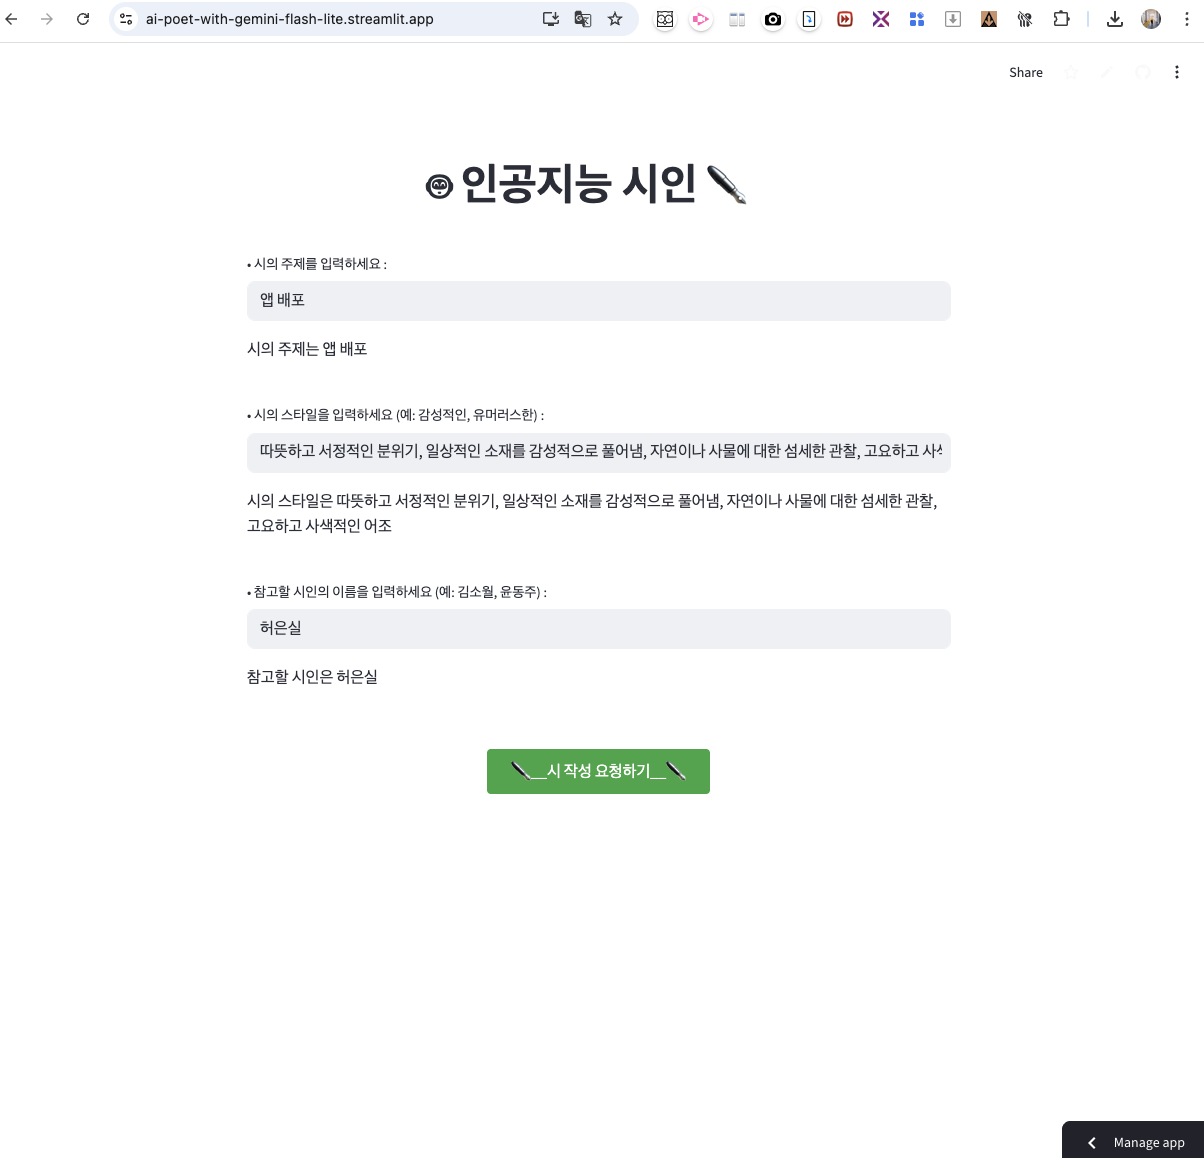 ai-poet-with-gemini-flash-lite.streamlit.app
Share
인공지능 시인
• 시의 주제를 입력하세요 :
앱 배포
시의 주제는 앱 배포
• 시의 스타일을 입력하세요 (예: 감성적인, 유머러스한) :
따뜻하고 서정적인 분위기, 일상적인 소재를 감성적으로 풀어냄, 자연이나 사물에 대한 섬세한 관찰, 고요하고
시의 스타일은 따뜻하고 서정적인 분위기, 일상적인 소재를 감성적으로 풀어냄, 자연이나 사물에 대한 섬세한 관찰,
고요하고 사색적인 어조
• 참고할 시인의 이름을 입력하세요 (예: 김소월, 윤동주) :
허은실
참고할 시인은 허은실
__시 작성 요청하기__
Manage app